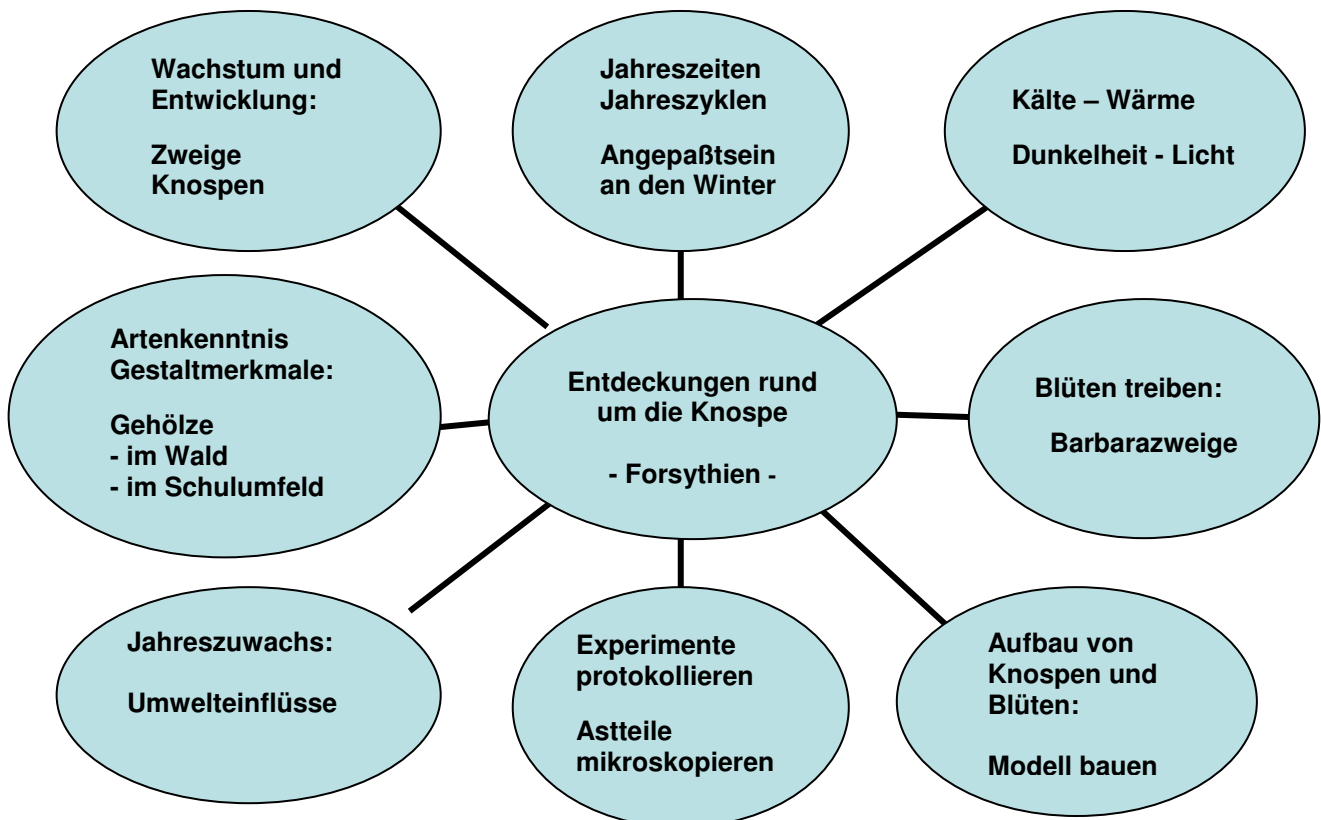 Wachstum und
Entwicklung:
Zweige
Knospen
Jahreszeiten
Jahreszyklen
Angepaßtsein
an den Winter
Kälte – Wärme
Dunkelheit - Licht
Artenkenntnis
Gestaltmerkmale:
Gehölze
- im Wald
- im Schulumfeld
Entdeckungen rund
um die Knospe
- Forsythien -
Blüten treiben:
Barbarazweige
Jahreszuwachs:
Umwelteinflüsse
Experimente
protokollieren
Astteile
mikroskopieren
Aufbau von
Knospen und
Blüten:
Modell bauen